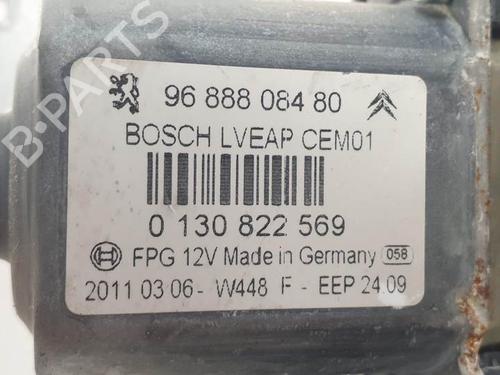 96 888 084 80
BOSCH LVEAP CEM01
0 130 822 569
FPG 12V Made in Germany 058
2011 03 06- W448 F - EEP 24.09
B-PARTS